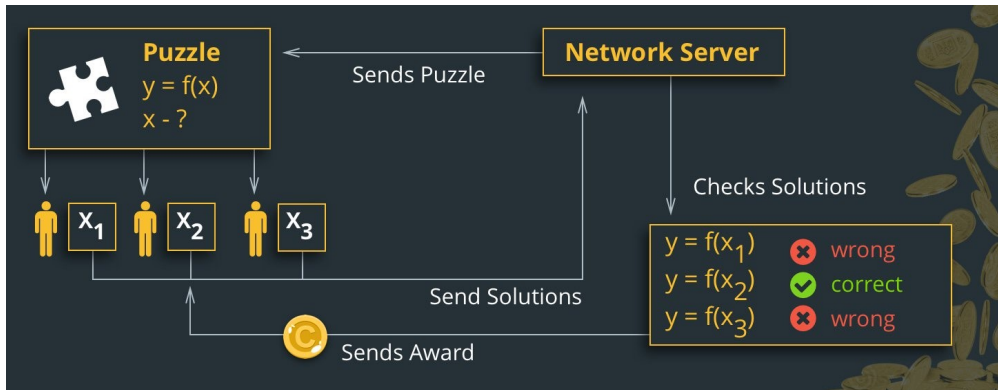 Puzzle
y = f(x)
x - ?
Sends Puzzle
Network Server
X1
X2
X3
Checks Solutions
Send Solutions
y = f(x1) wrong
y = f(x2) correct
y = f(x3) wrong
C
Sends Award